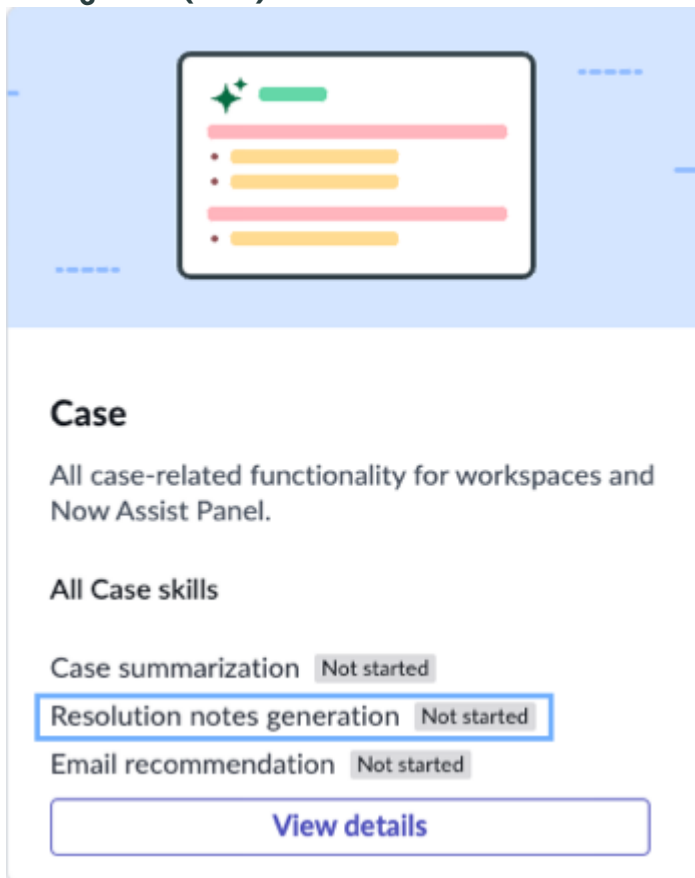 Case
All case-related functionality for workspaces and
Now Assist Panel.
All Case skills
Case summarization Not started
Resolution notes generation Not started
Email recommendation Not started
View details